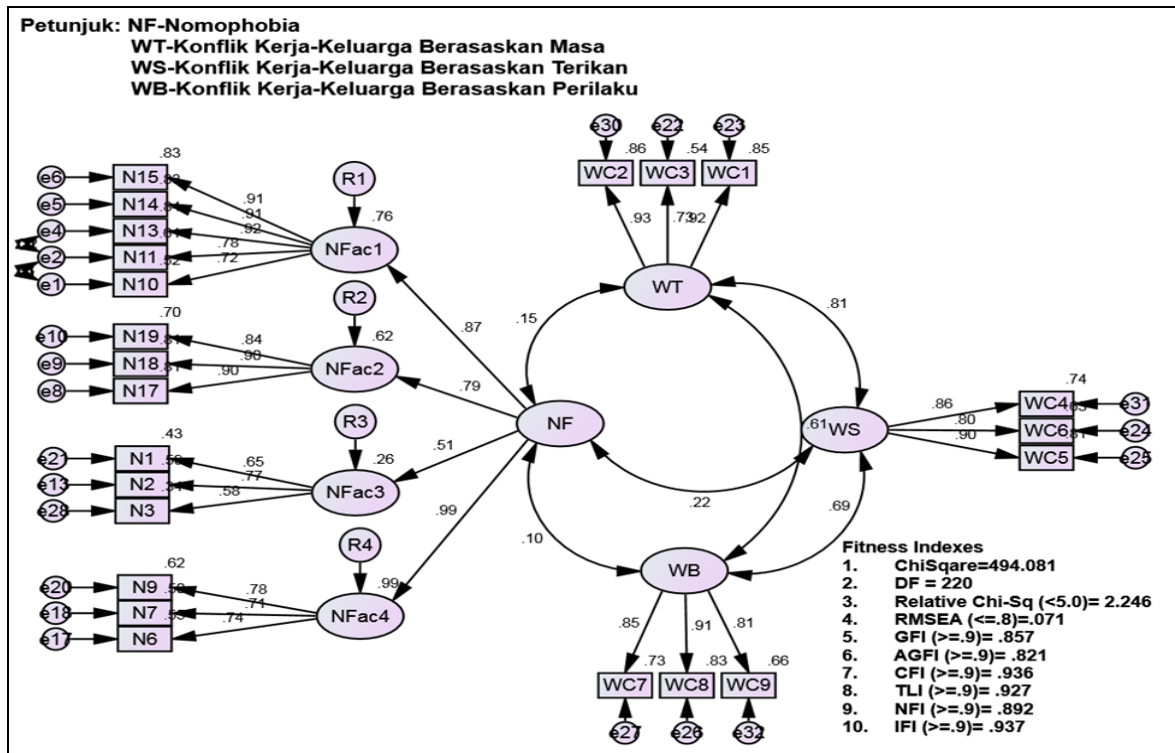 Petunjuk: NF-Nomophobia
WT-Konflik Kerja-Keluarga Berasaskan Masa
WS-Konflik Kerja-Keluarga Berasaskan Terikan
WB-Konflik Kerja-Keluarga Berasaskan Perilaku
e30 e22 e23
.86 .54 .85
WC2 WC3 WC1
.93 .73 .92
WT
.83
e6 N15 .91
e5 N14 .91
e4 N13 .92
e2 N11 .78
e1 N10 .72
R1
.76
NFac1
.87
.15
.81
R2
.70
e10 N19 .84
e9 N18 .90
e8 N17 .90
.62
NFac2
.79
NF
.61
WS
.74
.86 WC4 e31
.80 WC6 e24
.90 WC5 .81 e25
R3
.43
e21 N1 .65
e13 N2 .77
e28 N3 .58
.26
NFac3
.51
.22
.69
.99
.10
R4
.62
e20 N9 .78
e18 N7 .71
e17 N6 .74
.99
NFac4
WB
.85 .91 .81
.73 .83 .66
WC7 WC8 WC9
e27 e26 e32
Fitness Indexes
1. ChiSqare=494.081
2. DF = 220
3. Relative Chi-Sq (<5.0)= 2.246
4. RMSEA (<=.8)=.071
5. GFI (>=.9)= .857
6. AGFI (>=.9)= .821
7. CFI (>=.9)= .936
8. TLI (>=.9)= .927
9. NFI (>=.9)= .892
10. IFI (>=.9)= .937